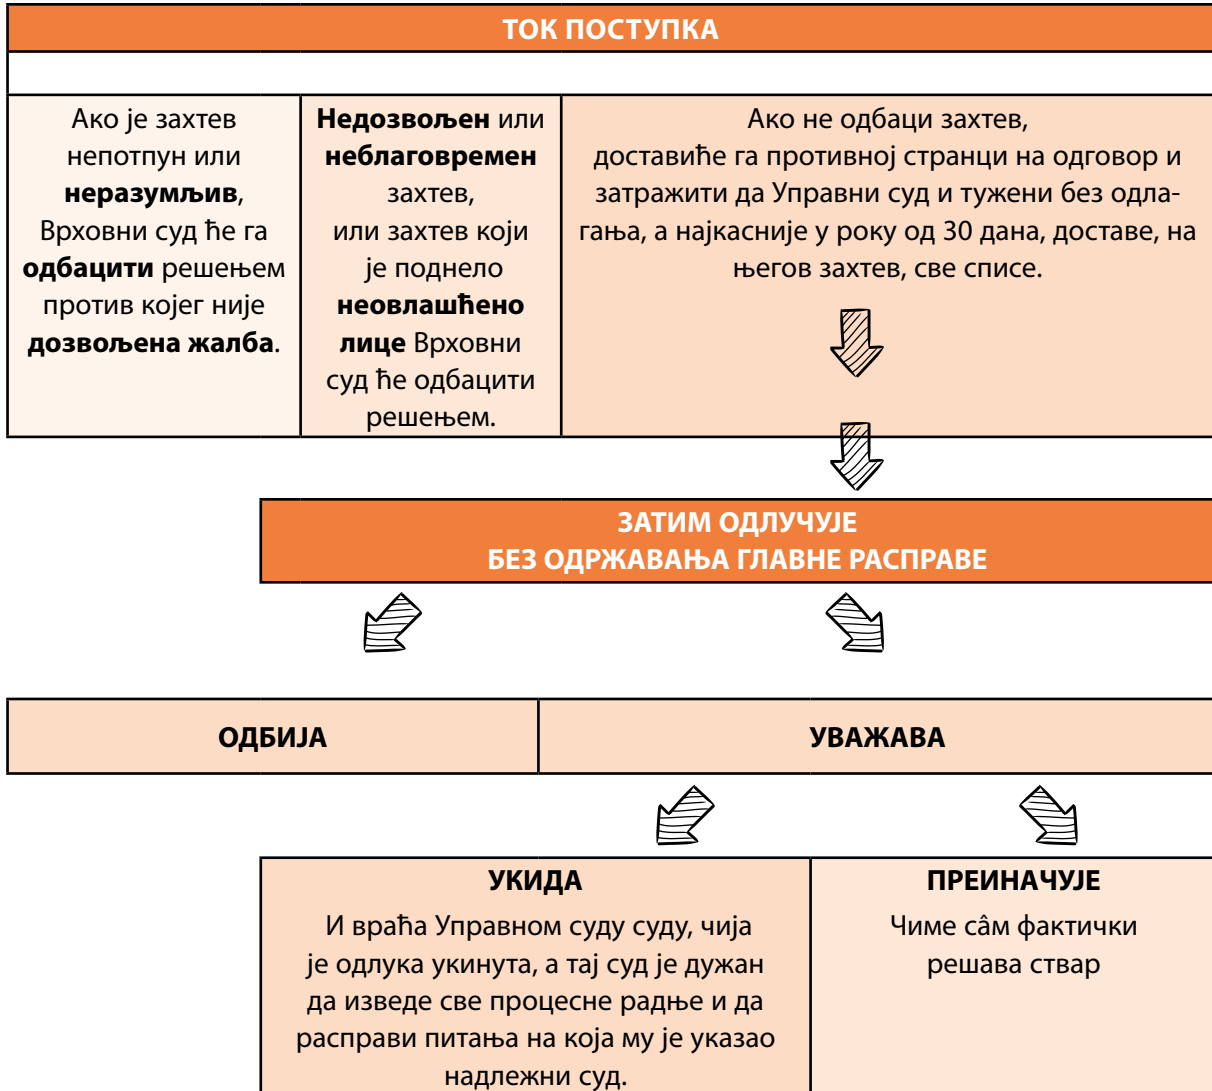 ТОК ПОСТУПКА
Ако је захтев
непотпун или
неразумљив,
Врховни суд ће га
одбацити решењем
против којег није
дозвољена жалба.
Недозвољен или
неблаговремен
захтев,
или захтев који
је поднело
неовлашћено
лице Врховни
суд ће одбацити
решењем.
Ако не одбаци захтев,
доставиће га противној странци на одговор и
затражити да Управни суд и тужени без одла-
гања, а најкасније у року од 30 дана, доставе, на
његов захтев, све списе.
ЗАТИМ ОДЛУЧУЈЕ
БЕЗ ОДРЖАВАЊА ГЛАВНЕ РАСПРАВЕ
ОДБИЈА
УВАЖАВА
УКИДА
И враћа Управном суду суду, чија
је одлука укинута, а тај суд је дужан
да изведе све процесне радње и да
расправи питања на која му је указао
надлежни суд.
ПРЕИНАЧУЈЕ
Чиме сâм фактички
решава ствар